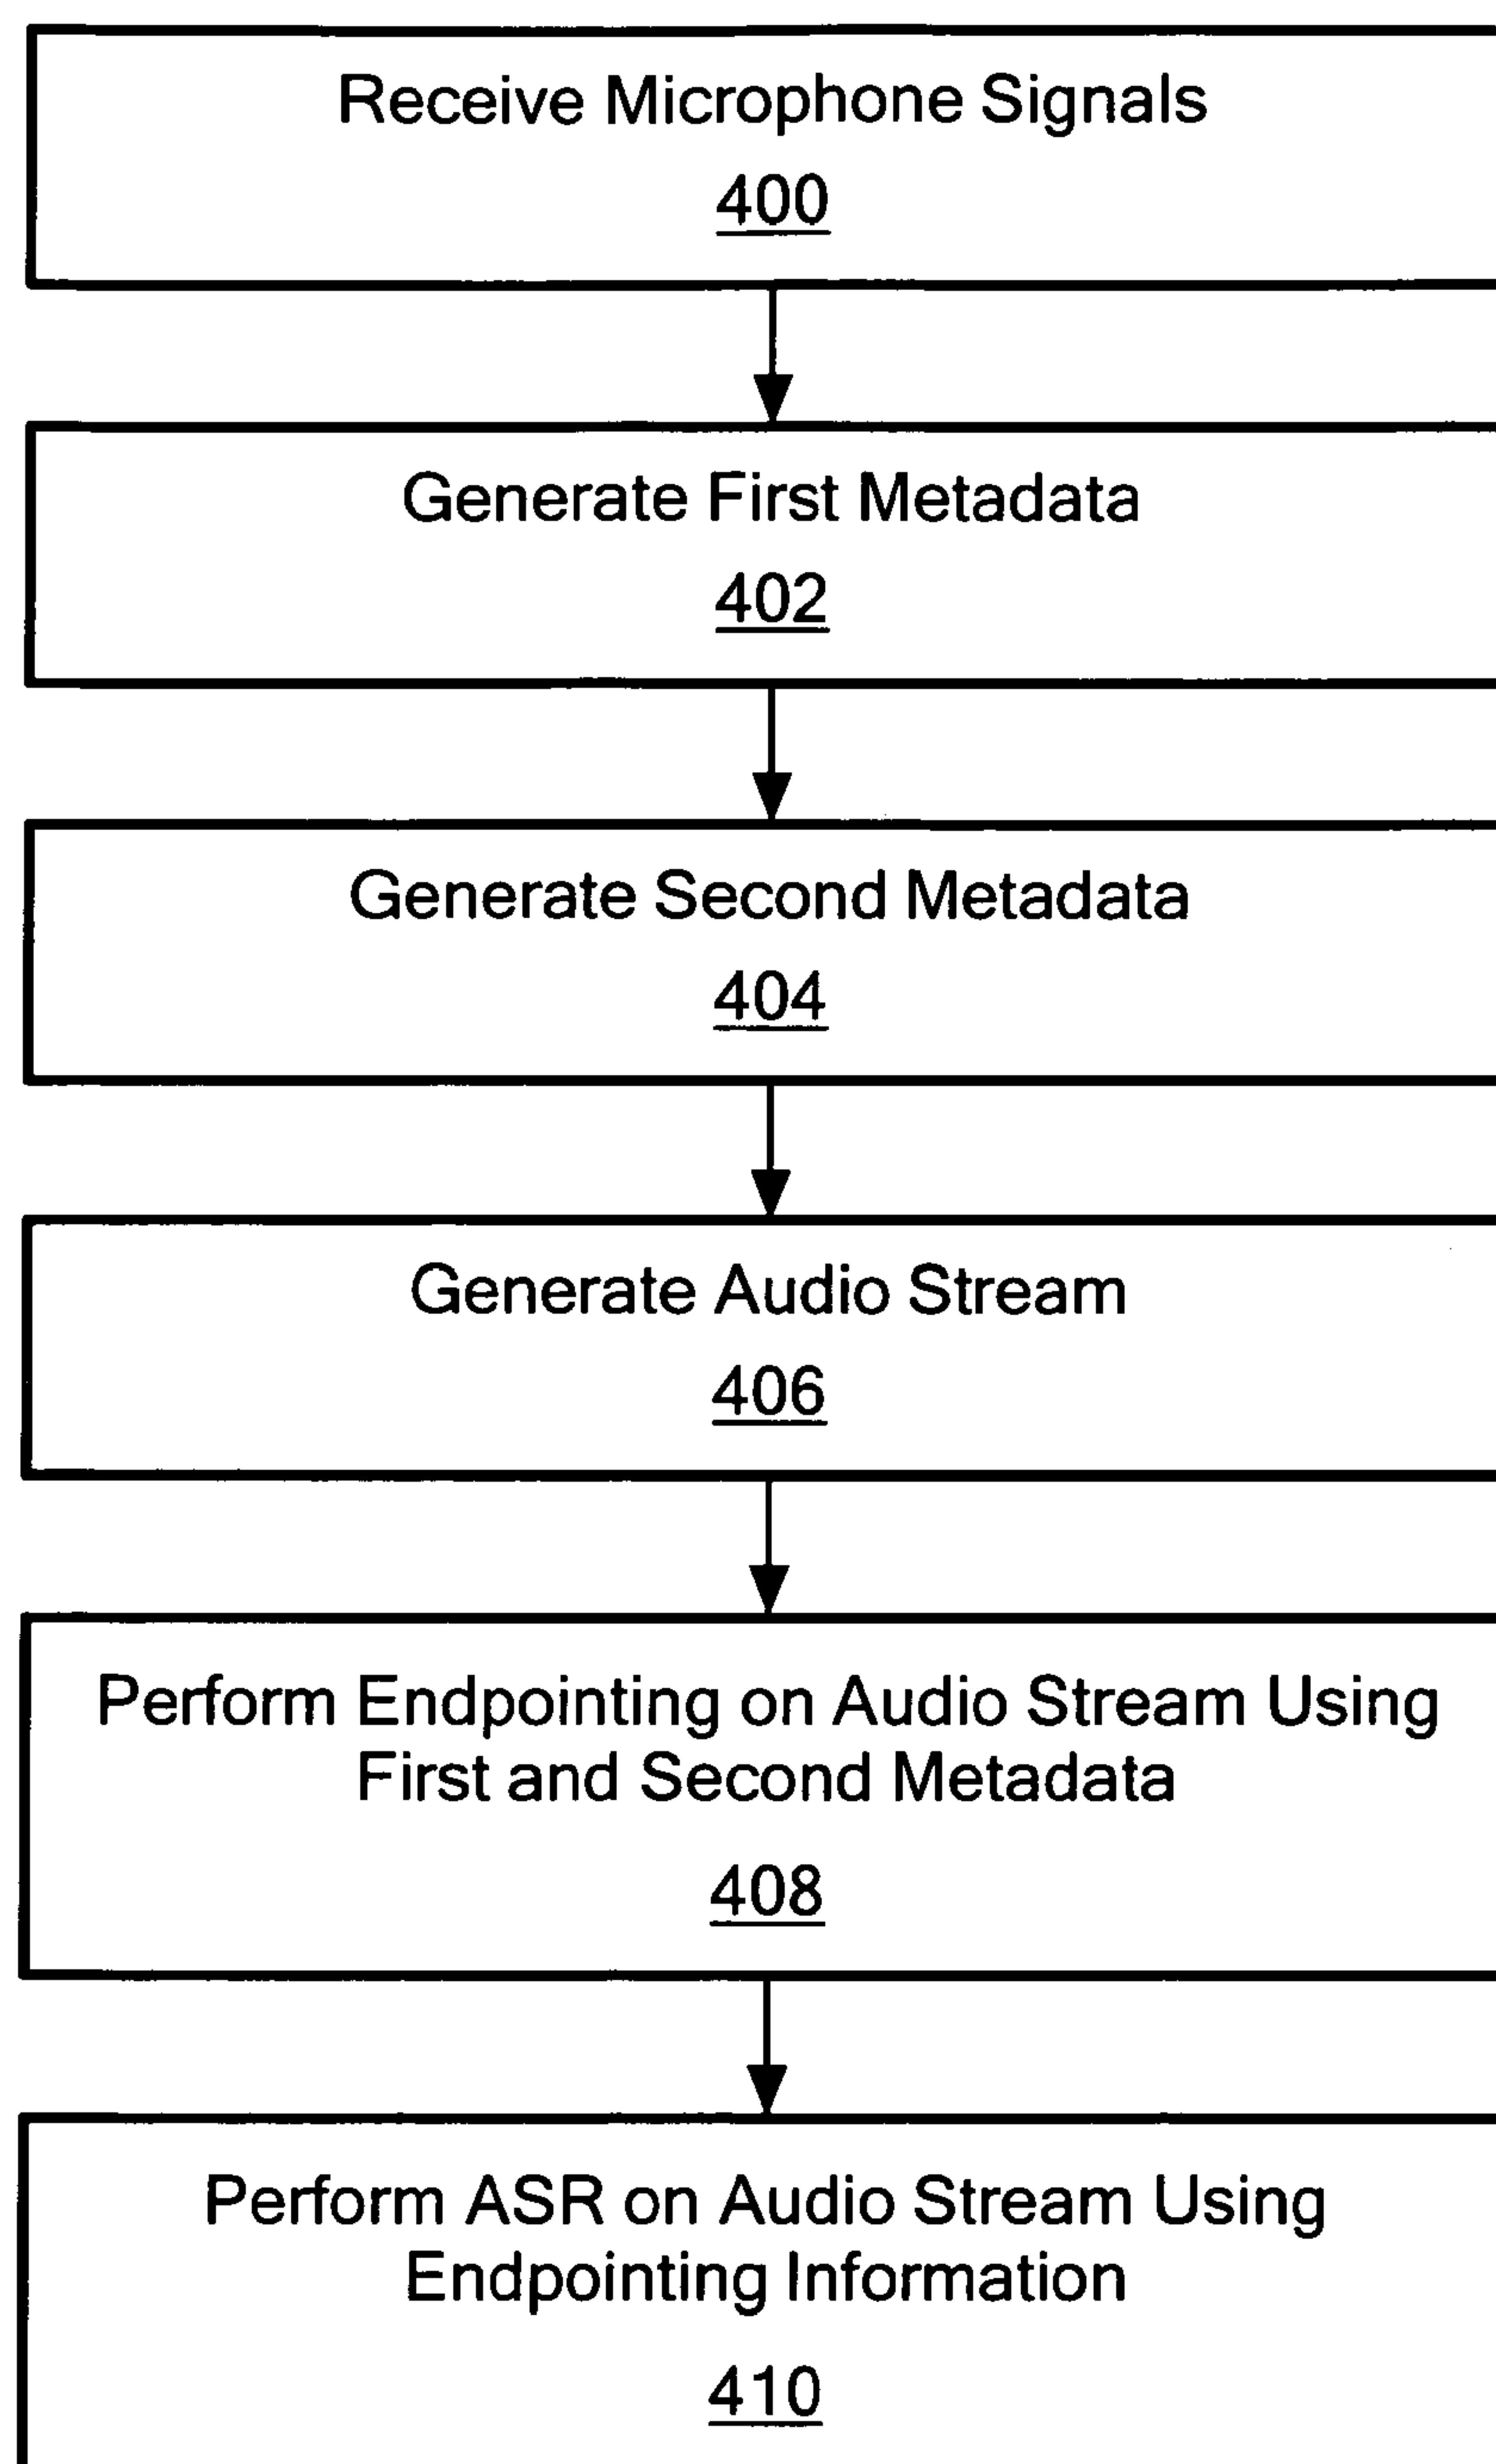 Receive Microphone Signals
400
Generate First Metadata
402
Generate Second Metadata
404
Generate Audio Stream
406
Perform Endpointing on Audio Stream Using
First and Second Metadata
408
Perform ASR on Audio Stream Using
Endpointing Information
410